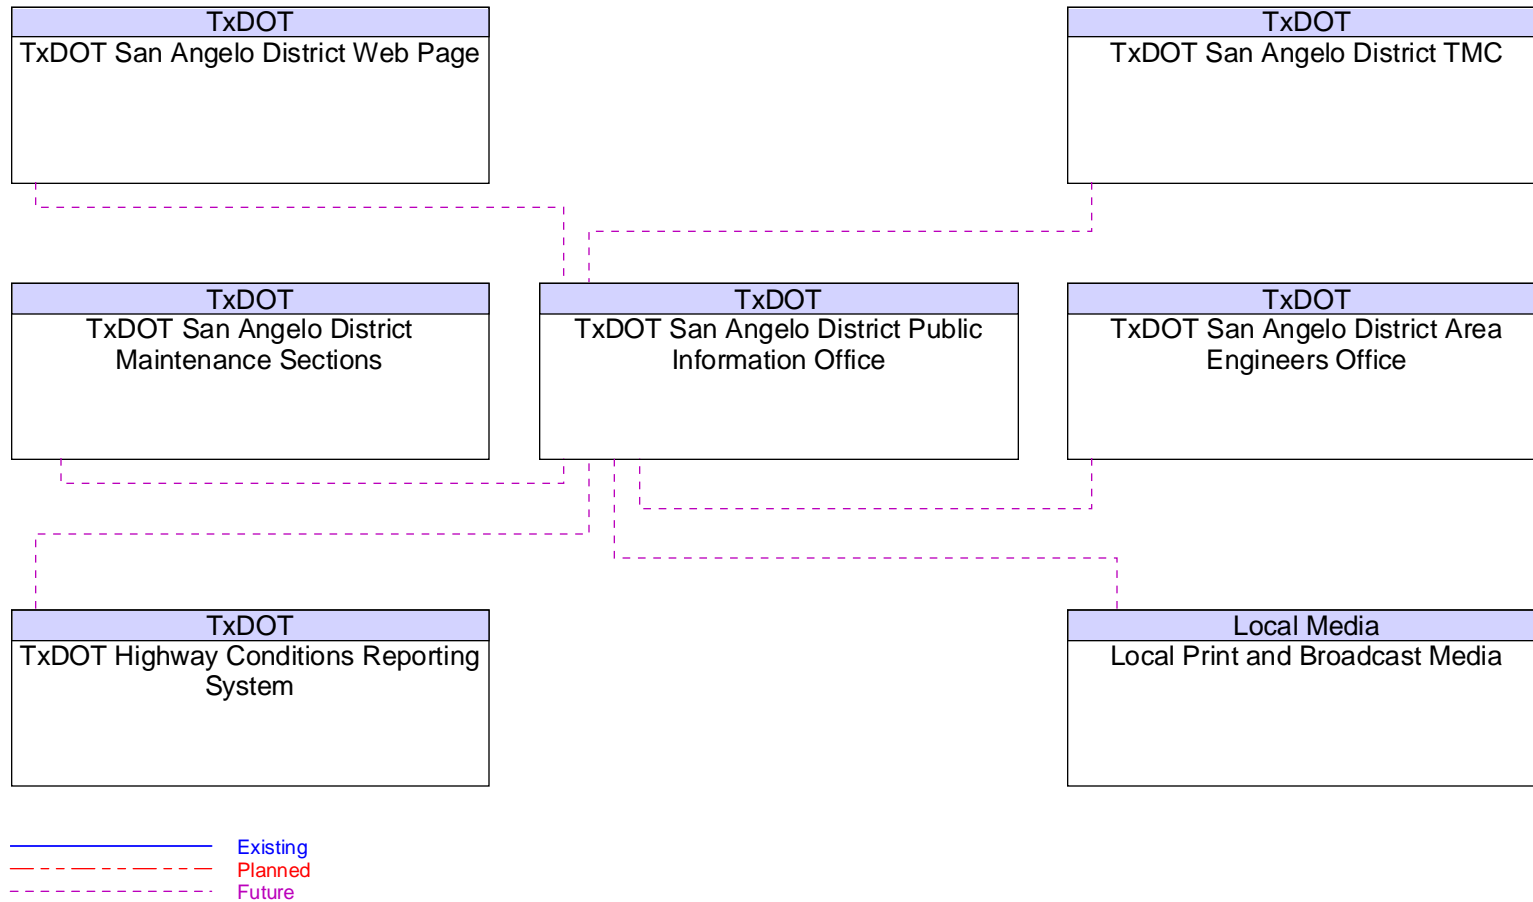 TxDOT
TxDOT San Angelo District Web Page
TxDOT
TxDOT San Angelo District TMC
TxDOT
TxDOT San Angelo District
Maintenance Sections
TxDOT
TxDOT San Angelo District Public
Information Office
TxDOT
TxDOT San Angelo District Area
Engineers Office
TxDOT
TxDOT Highway Conditions Reporting
System
Local Media
Local Print and Broadcast Media
Existing
Planned
Future